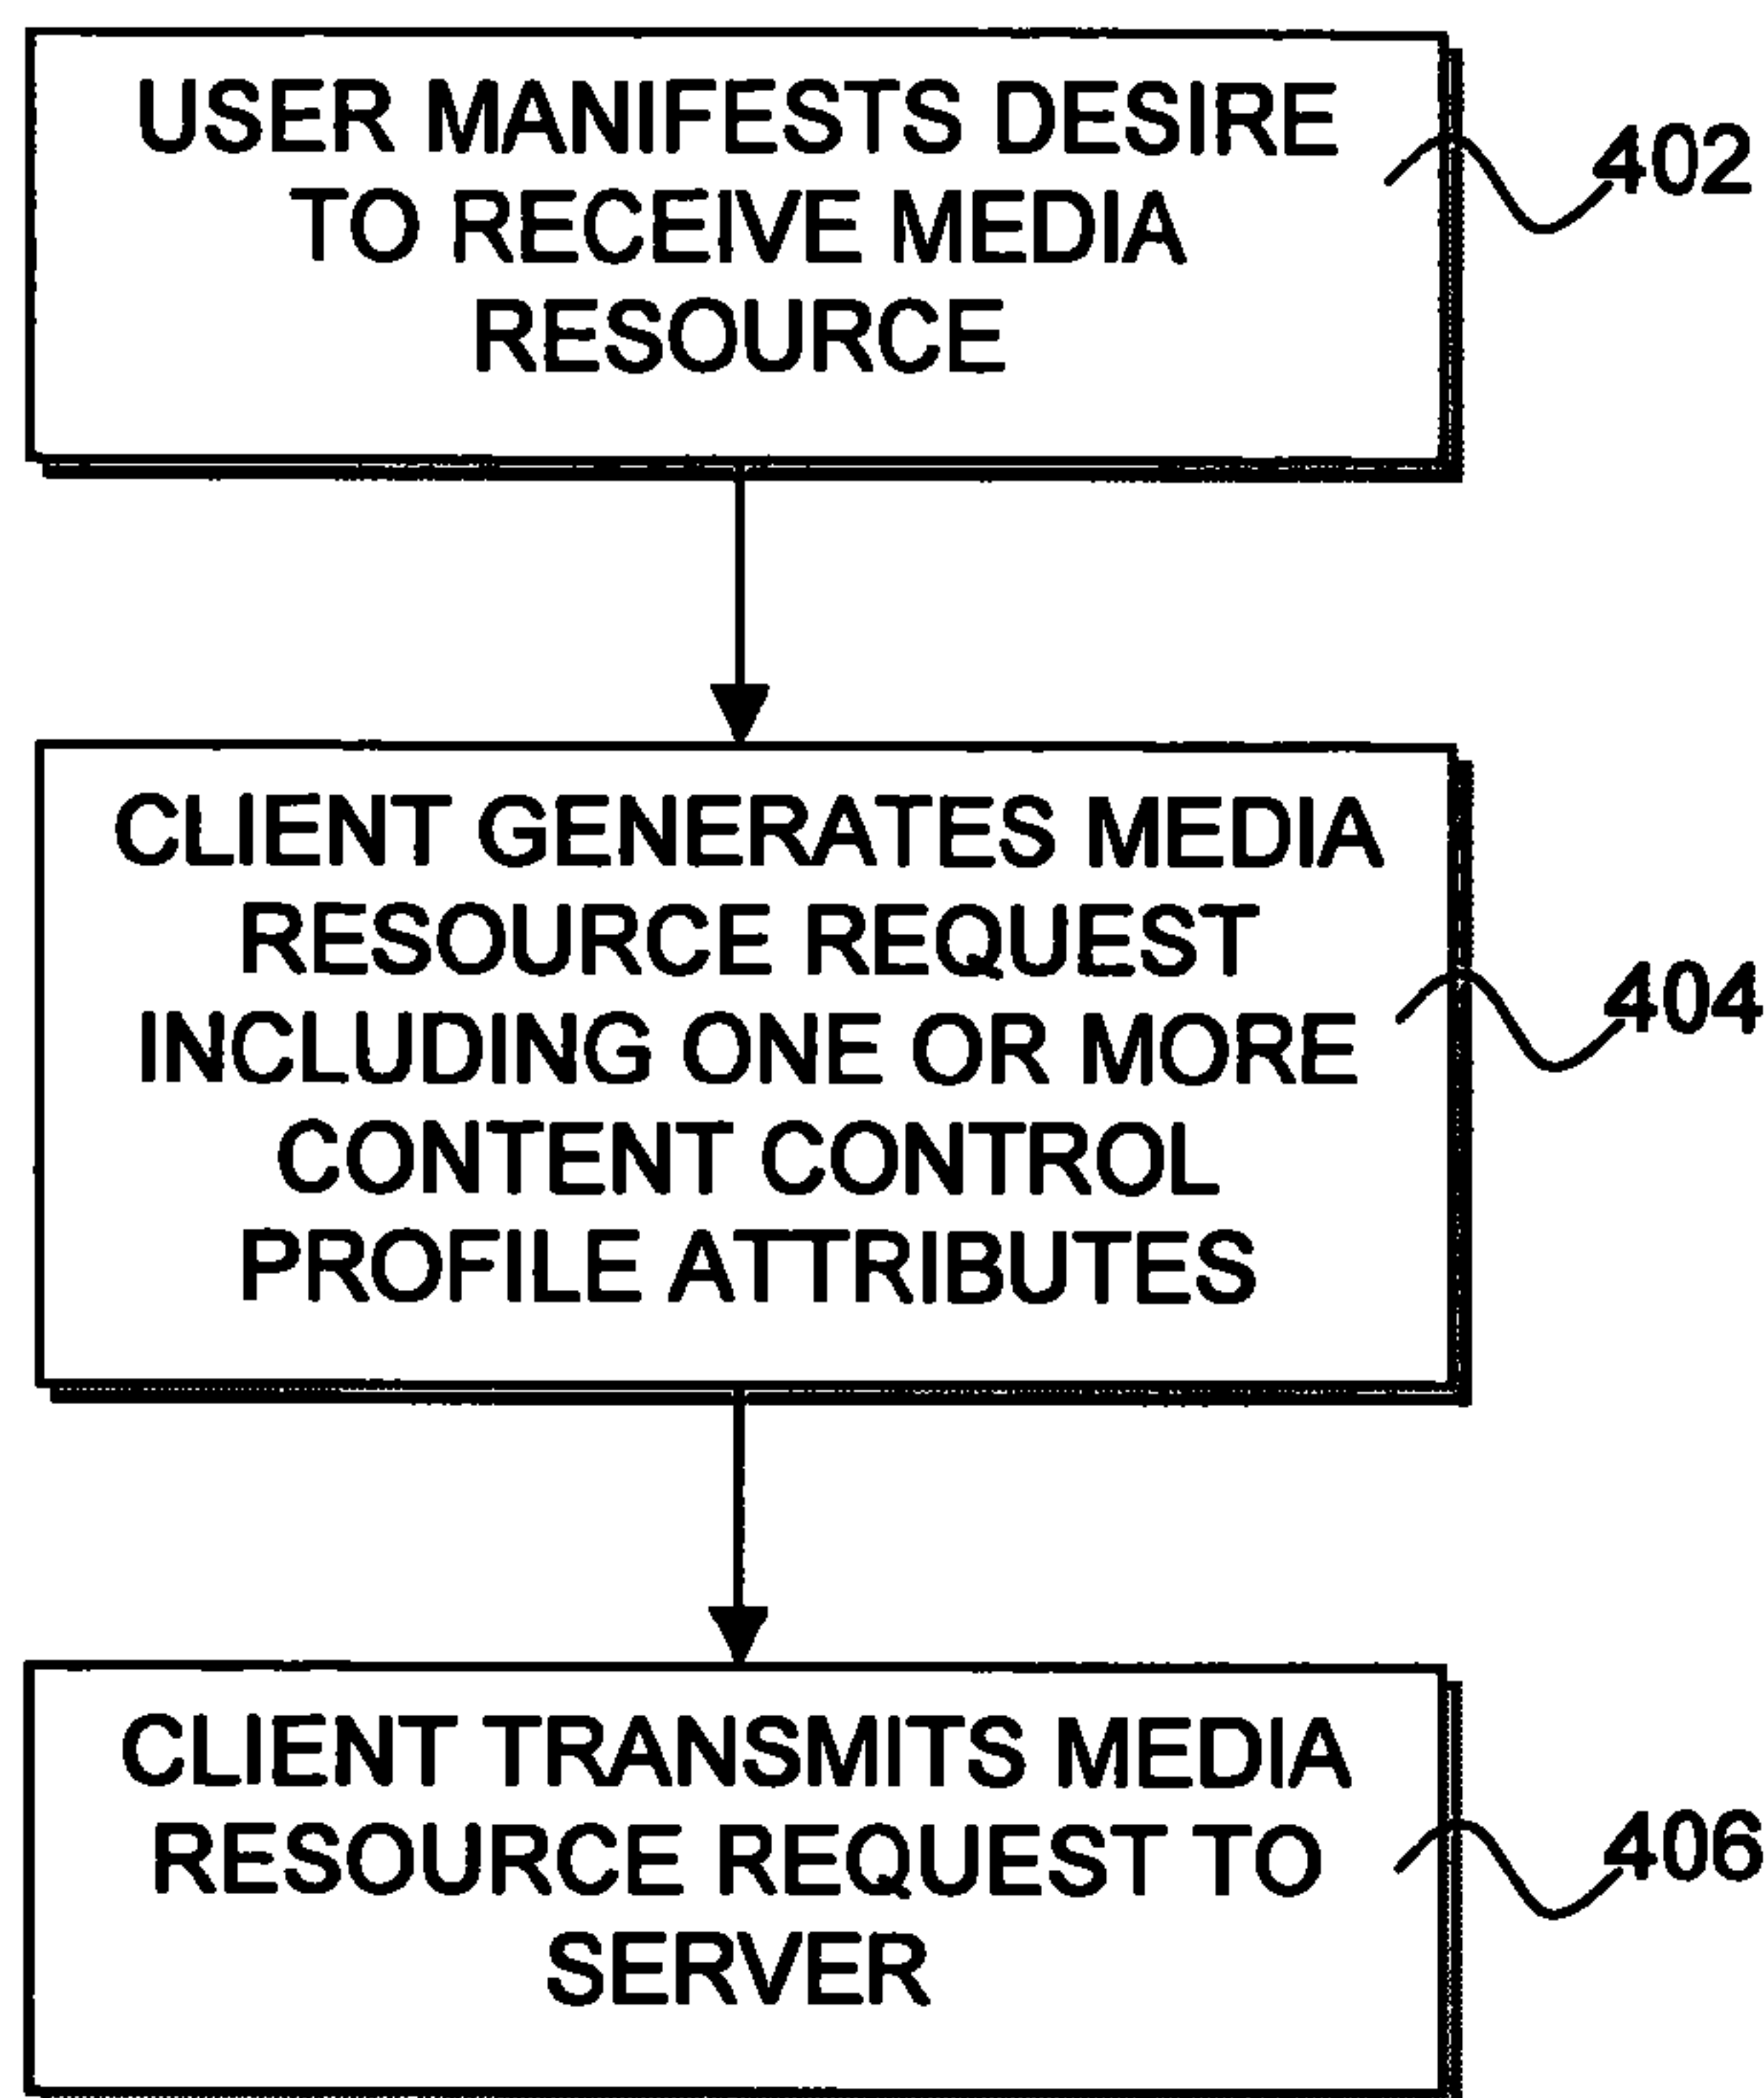 USER MANIFESTS DESIRE
TO RECEIVE MEDIA
RESOURCE
402
CLIENT GENERATES MEDIA
RESOURCE REQUEST
INCLUDING ONE OR MORE
CONTENT CONTROL
PROFILE ATTRIBUTES
404
CLIENT TRANSMITS MEDIA
RESOURCE REQUEST TO
SERVER
406